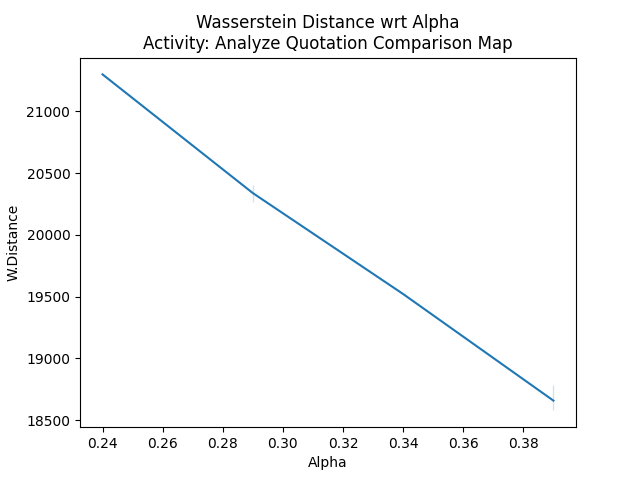 Wasserstein Distance wrt Alpha
Activity: Analyze Quotation Comparison Map
21000
20500
20000
19500
19000
18500
W.Distance
0.24 0.26 0.28 0.30 0.32 0.34 0.36 0.38
Alpha